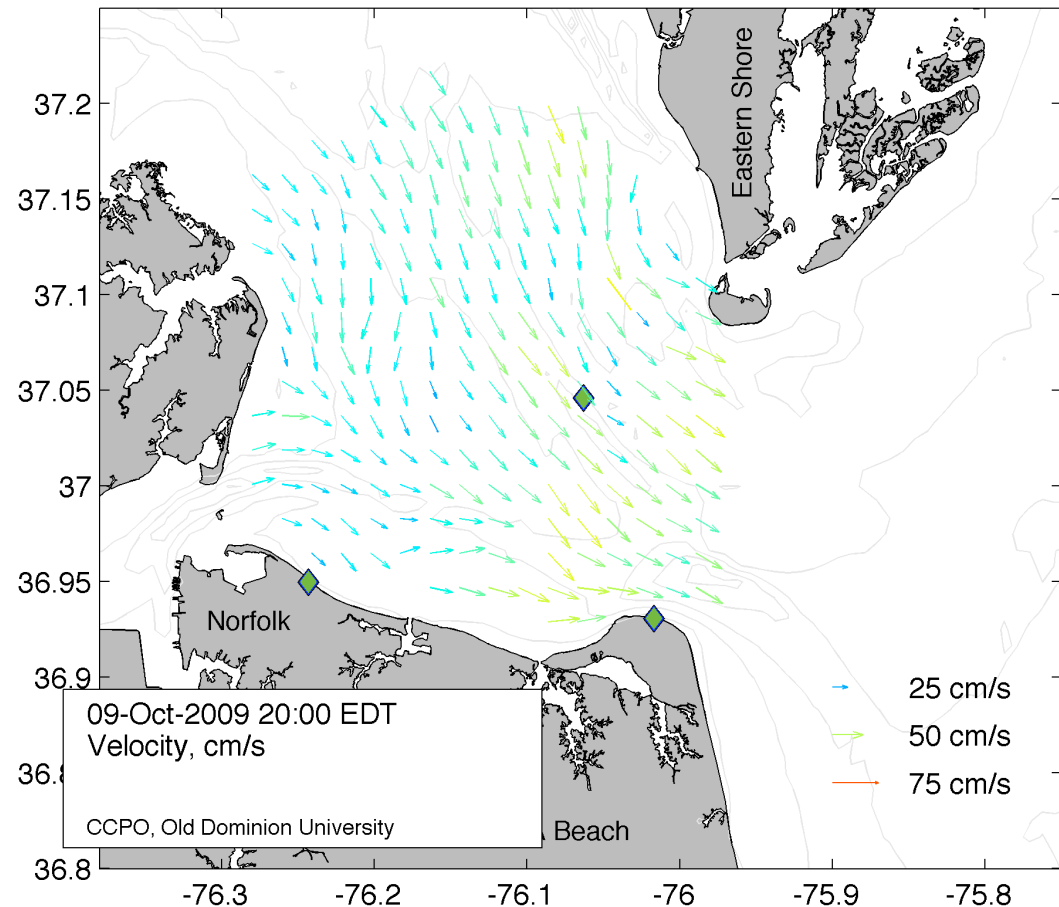 Eastern Shore
37.2
37.15
37.1
37.05
37
36.95
36.9
36.8
36.8
Norfolk
Beach
25 cm/s
50 cm/s
75 cm/s
09-Oct-2009 20:00 EDT
Velocity, cm/s
CCPO, Old Dominion University
-76.3
-76.2
-76.1
-76
-75.9
-75.8